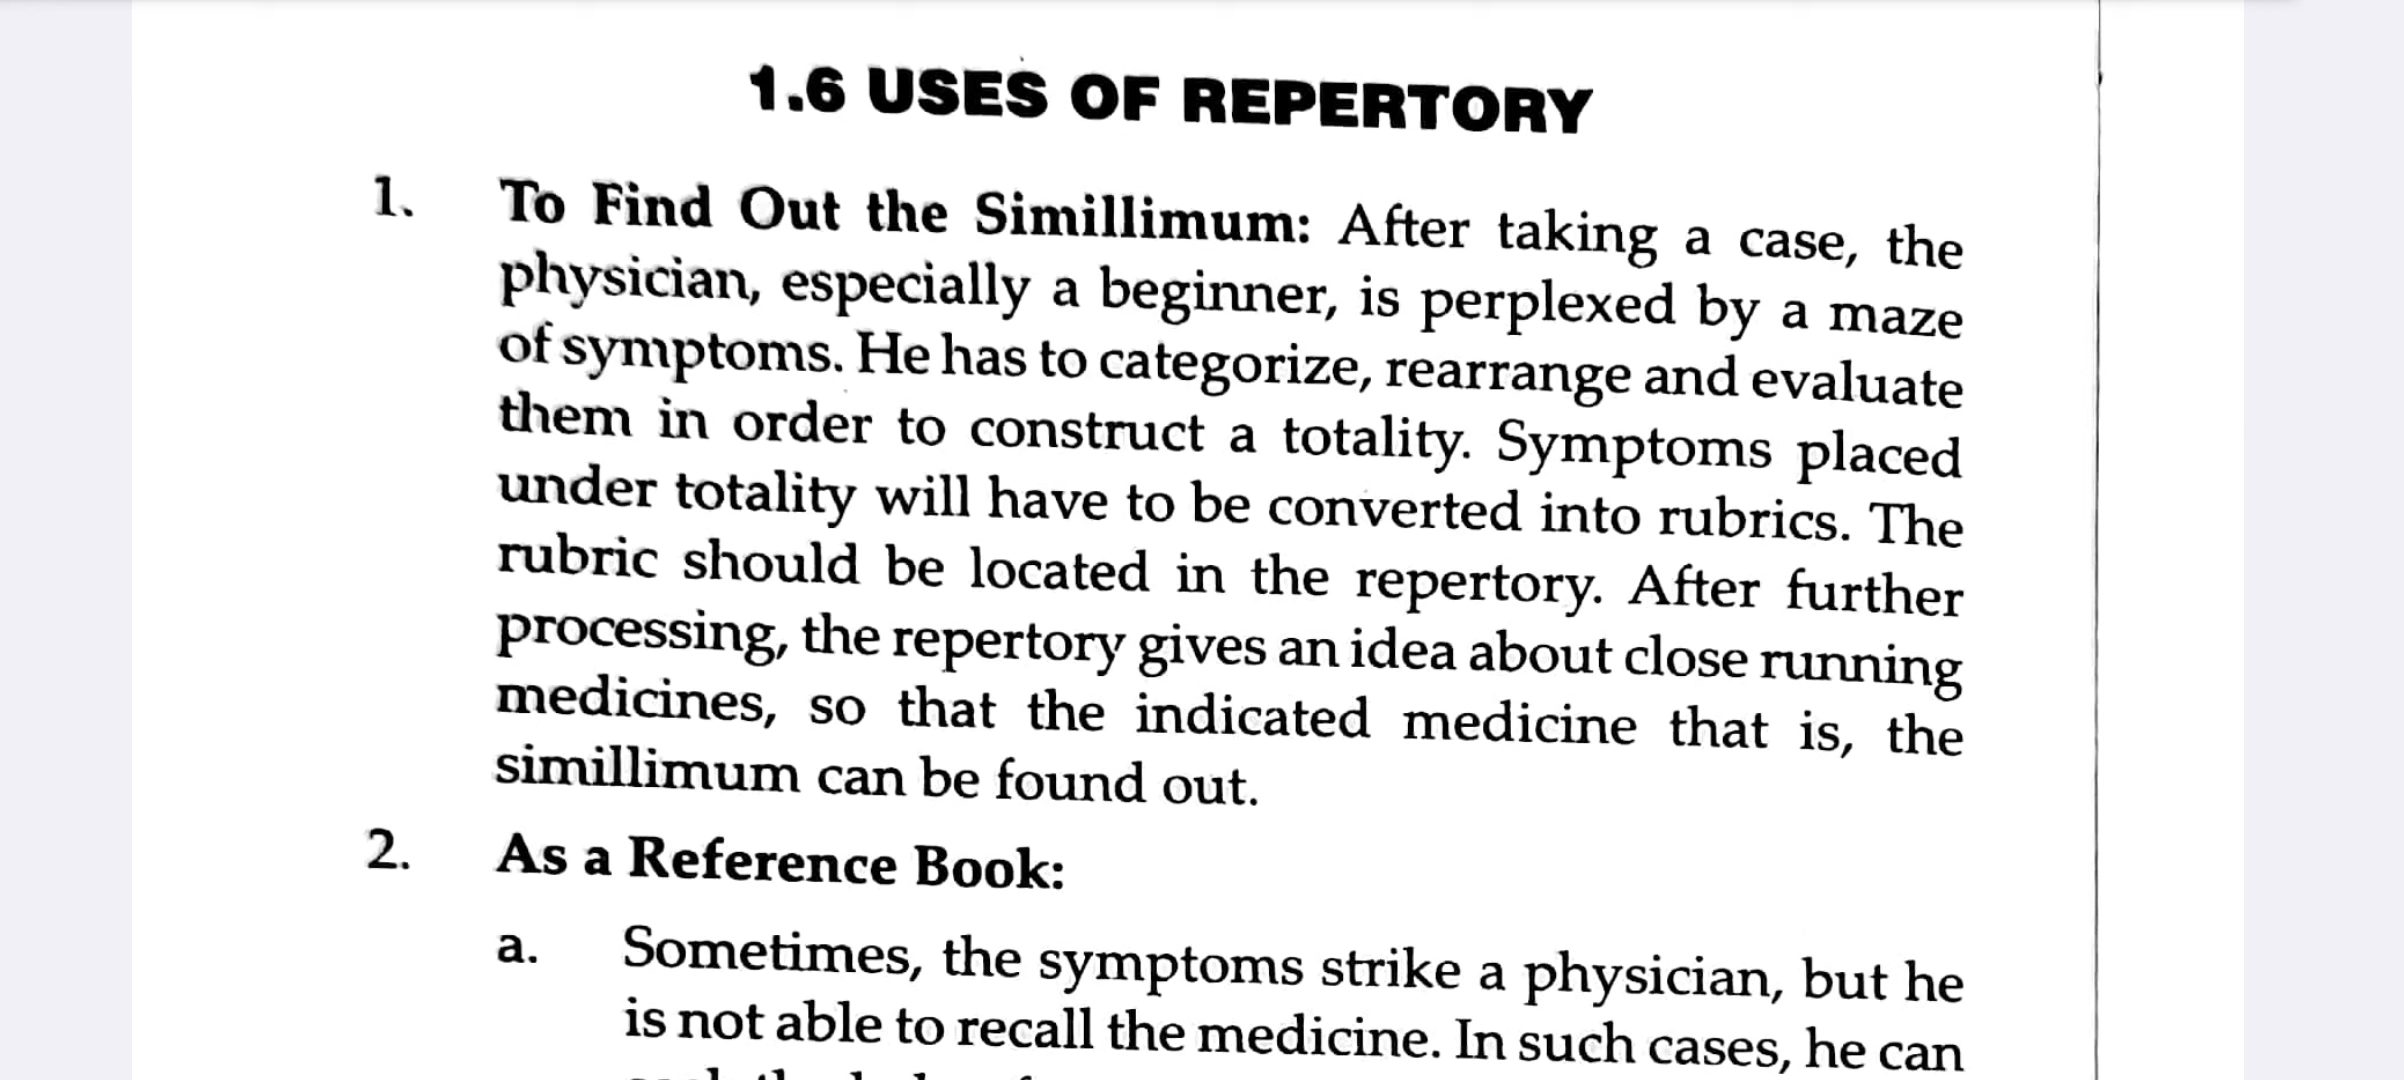 1.6 USES OF REPERTORY
1. To Find Out the Simillimum: After taking a case, the
physician, especially a beginner, is perplexed by a maze
of symptoms. He has to categorize, rearrange and evaluate
them in order to construct a totality. Symptoms placed
under totality will have to be converted into rubrics. The
rubric should be located in the repertory. After further
processing, the repertory gives an idea about close running
medicines, so that the indicated medicine that is, the
simillimum can be found out.
2. As a Reference Book:
a. Sometimes, the symptoms strike a physician, but he
is not able to recall the medicine. In such cases, he can